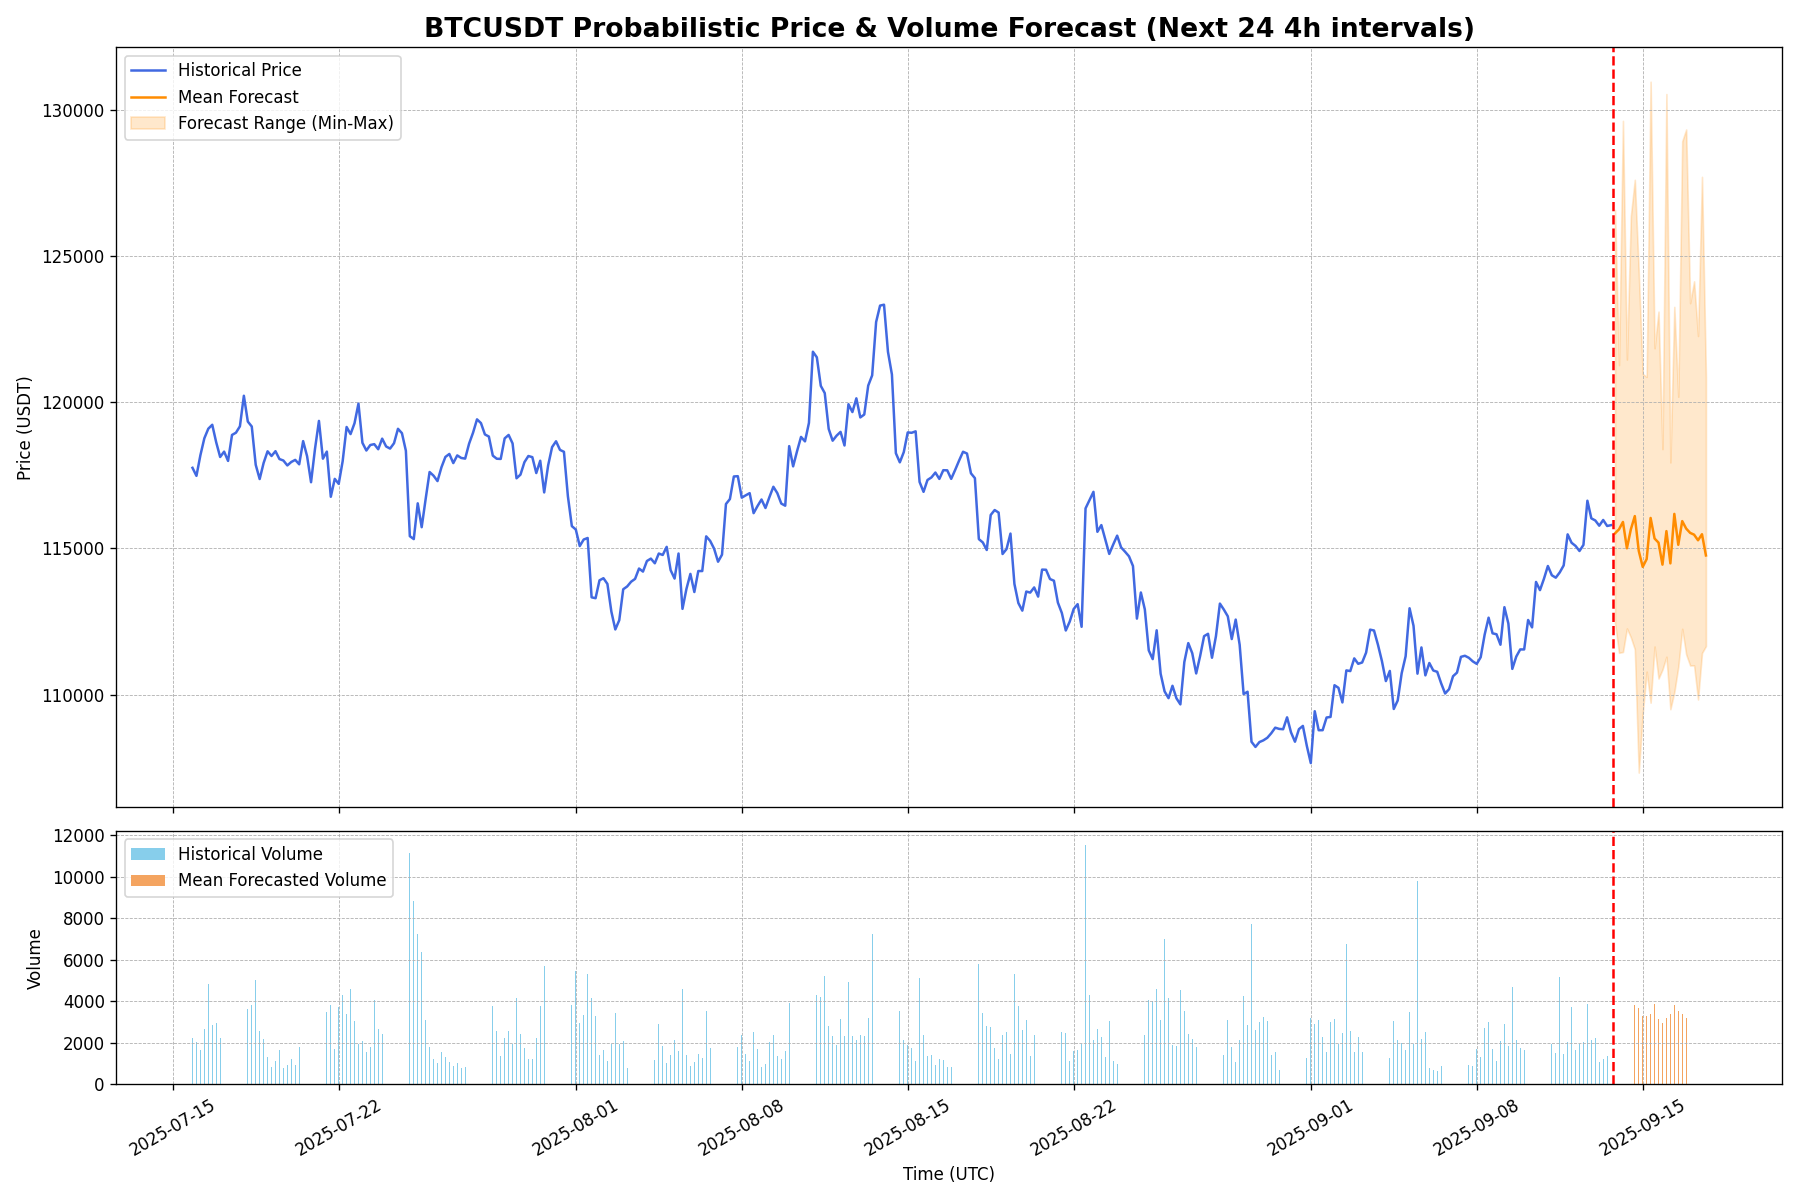 BTCUSDT Probabilistic Price & Volume Forecast (Next 24 4h intervals)
Historical Price
Mean Forecast
Forecast Range (Min-Max)
130000
125000
120000
115000
110000
Price (USDT)
Historical Volume
Mean Forecasted Volume
12000
10000
8000
6000
4000
2000
0
Volume
2025-07-15
2025-07-22
2025-08-01
2025-08-08
2025-08-15
2025-08-22
2025-09-01
2025-09-08
2025-09-15
Time (UTC)